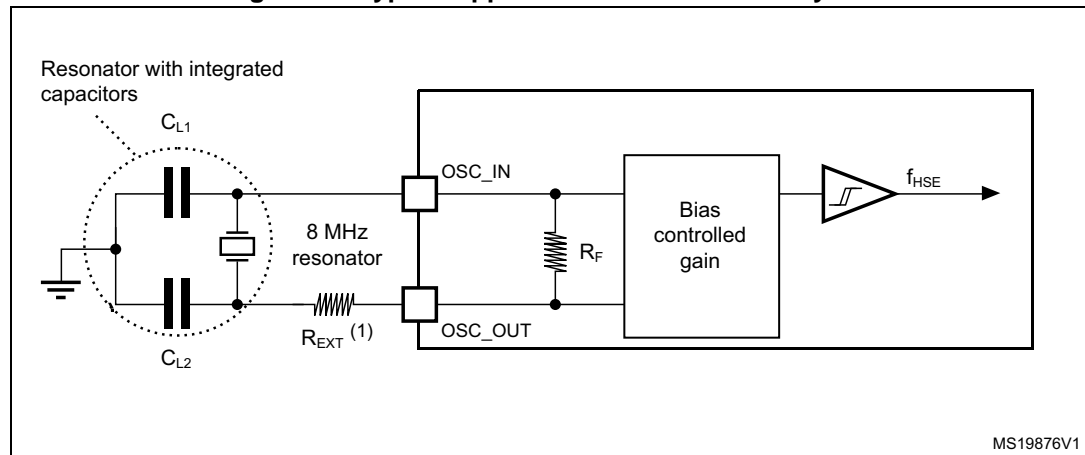 Resonator with integrated
capacitors
CL1
OSC_IN
fHSE
8 MHz
resonator
RF
Bias
controlled
gain
REXT (1)
OSC_OUT
CL2
MS19876V1